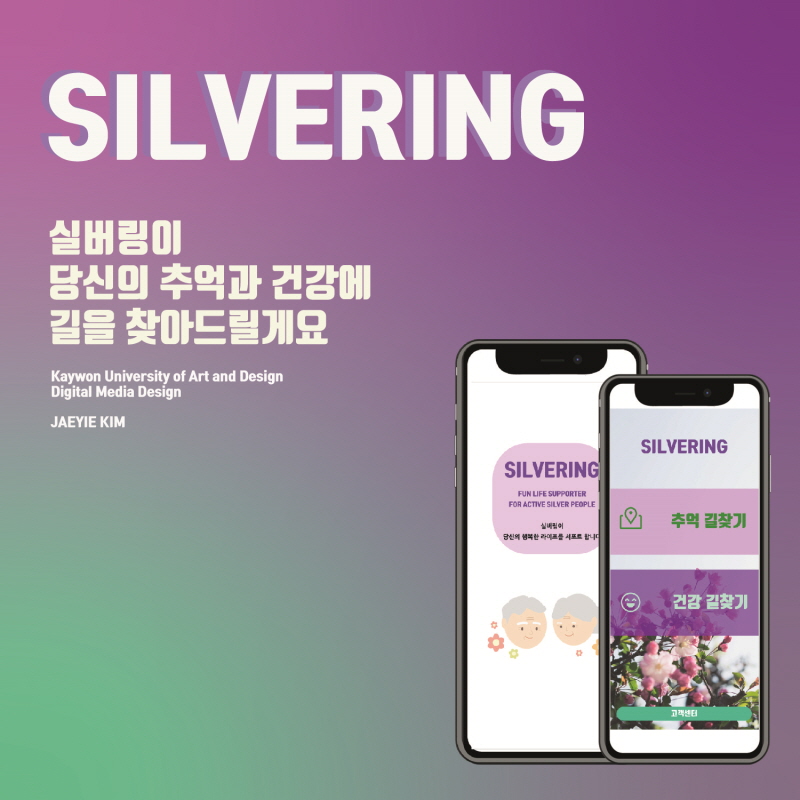 SILVERING
실버링이
당신의 추억과 건강에
길을 찾아드릴게요
Kaywon University of Art and Design
Digital Media Design
JAEYIE KIM
SILVERING
FUN LIFE SUPPORTER
FOR ACTIVE SILVER PEOPLE
실버링이
당신의 행복한 라이프를 서포트 합니다
SILVERING
추억 길찾기
건강 길찾기
고객센터